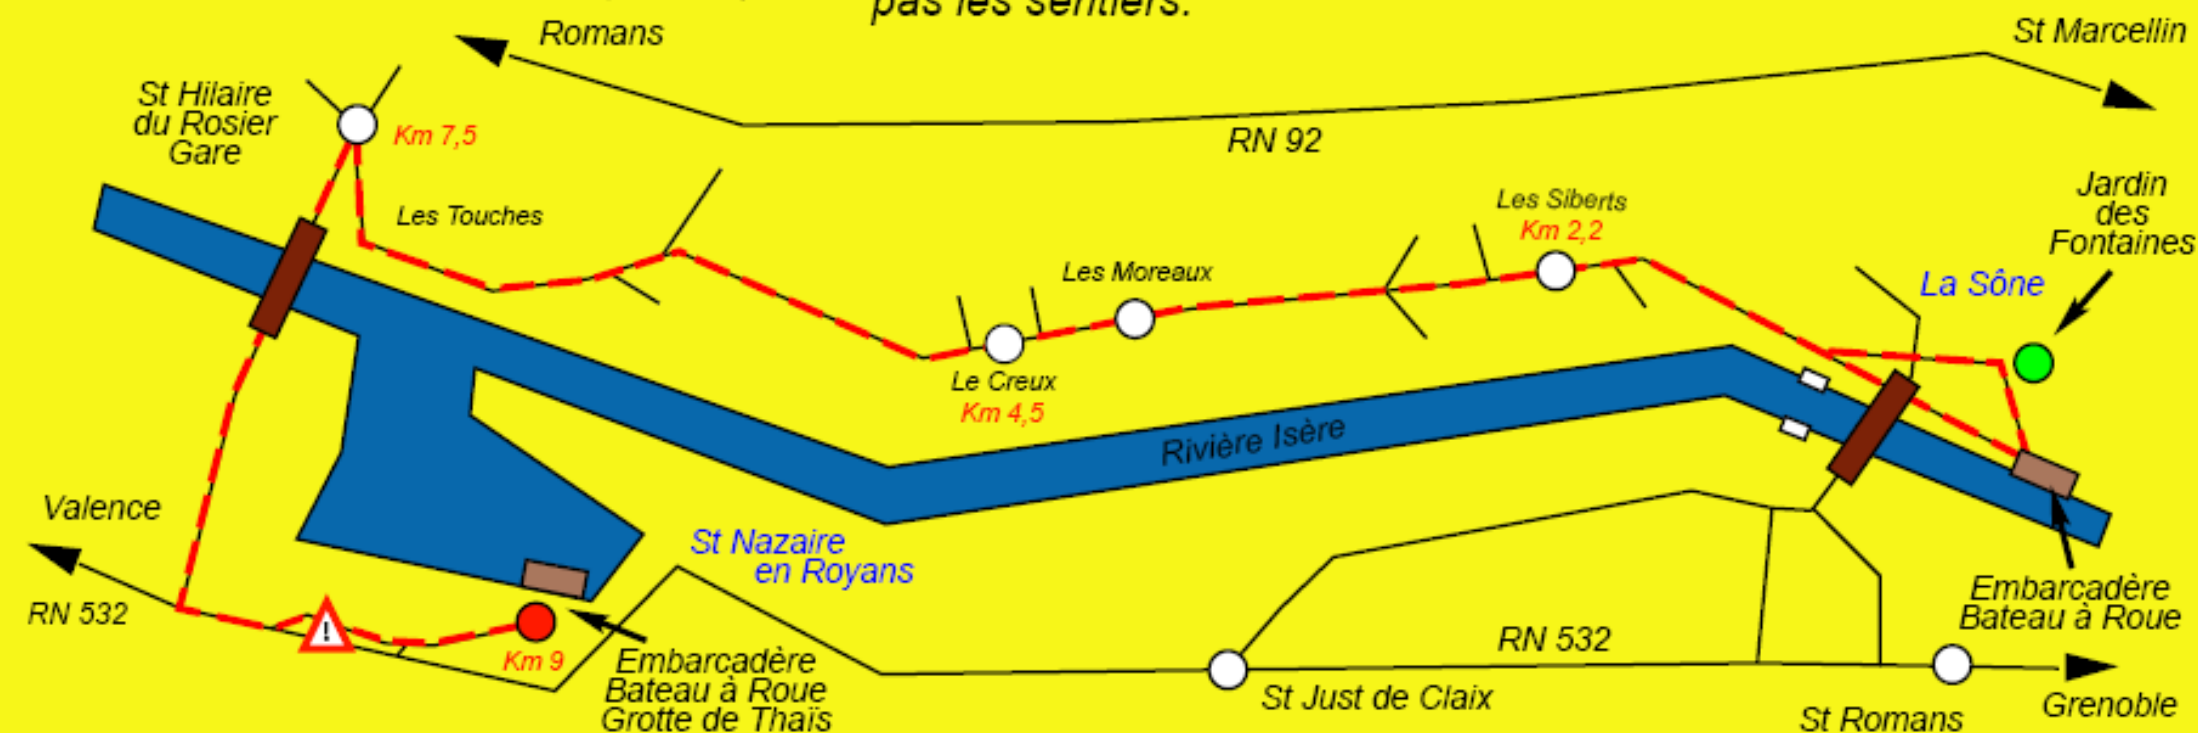 pas les sentiers.
Romans
St Marcellin
St Hilaire
du Rosier
Gare
Km 7,5
RN 92
Jardin
des
Fontaines
Les Touches
Les Siberts
Km 2,2
Les Moreaux
La Sône
Le Creux
Km 4,5
Rivière Isère
Valence
St Nazaire
en Royans
RN 532
!
Km 9
Embarcadère
Bateau à Roue
Grotte de Thaïs
RN 532
Embarcadère
Bateau à Roue
St Just de Claix
St Romans
Grenoble